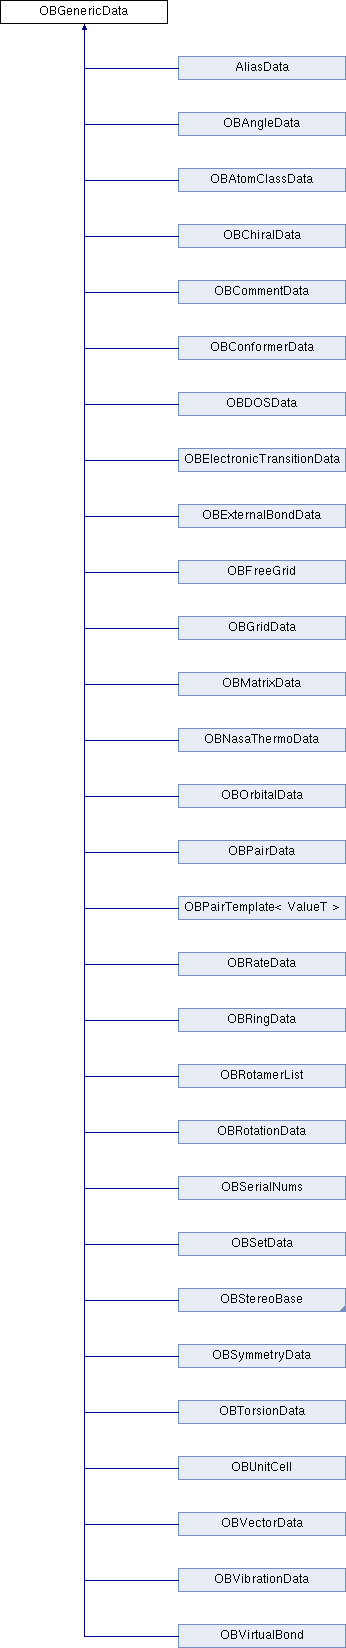 OBGenericData
AliasData
OBAngleData
OBAtomClassData
OBChiralData
OBCommentData
OBConformerData
OBDOSData
OBElectronicTransitionData
OBExternalBondData
OBFreeGrid
OBGridData
OBMatrixData
OBNasaThermoData
OBOrbitalData
OBPairData
OBPairTemplate< ValueT >
OBRateData
OBRingData
OBRotamerList
OBRotationData
OBSerialNums
OBSetData
OBStereoBase
OBSymmetryData
OBTorsionData
OBUnitCell
OBVectorData
OBVibrationData
OBVirtualBond